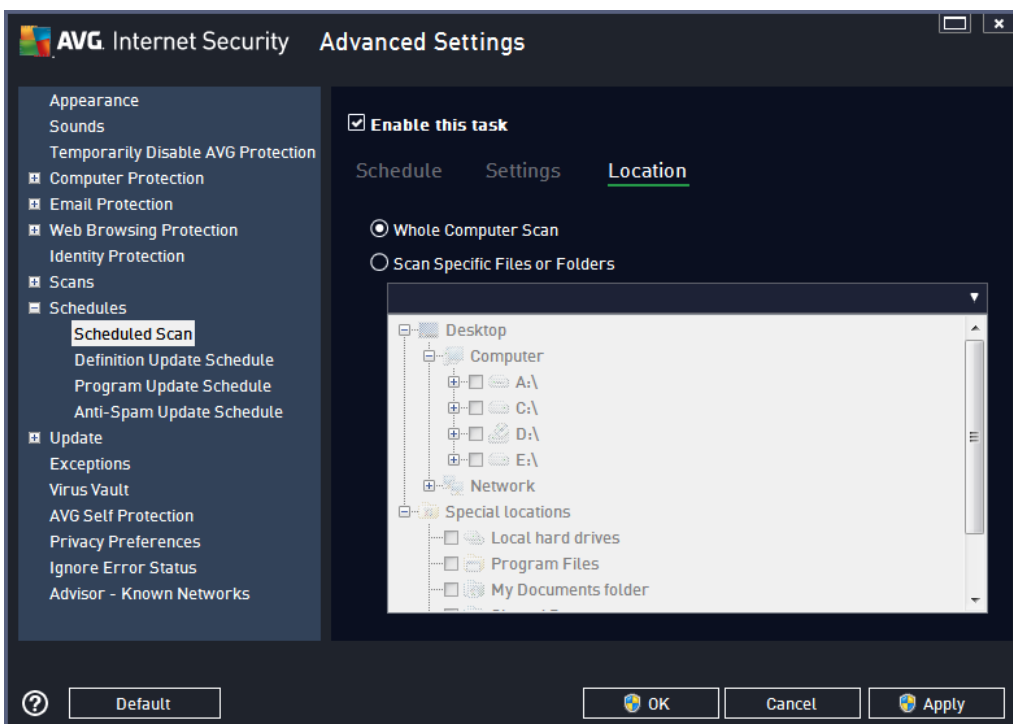 AVG. Internet Security Advanced Settings
Appearance
Sounds
Temporarily Disable AVG Protection
Computer Protection
Email Protection
Web Browsing Protection
Identity Protection
Scans
Schedules
Scheduled Scan
Definition Update Schedule
Program Update Schedule
Anti-Spam Update Schedule
Update
Exceptions
Virus Vault
AVG Self Protection
Privacy Preferences
Ignore Error Status
Advisor - Known Networks
Enable this task
Schedule Settings Location
Whole Computer Scan
Scan Specific Files or Folders
Desktop
Computer
A:\
C:\
D:\
E:\
Network
Special locations
Local hard drives
Program Files
My Documents folder
Default OK Cancel Apply